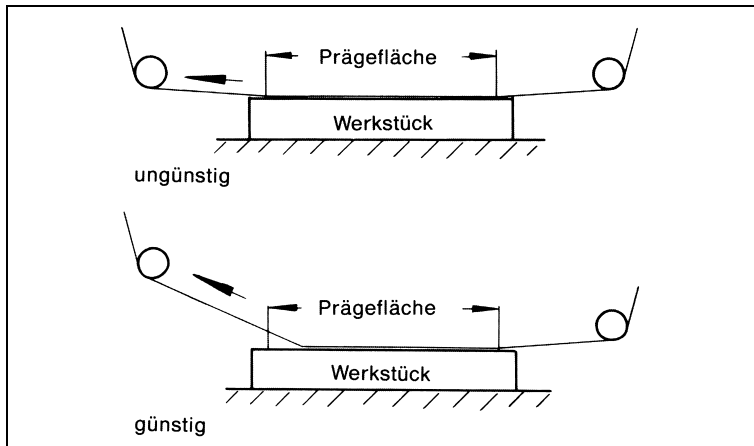 Prägefläche
Werkstück
ungünstig
Prägefläche
Werkstück
günstig